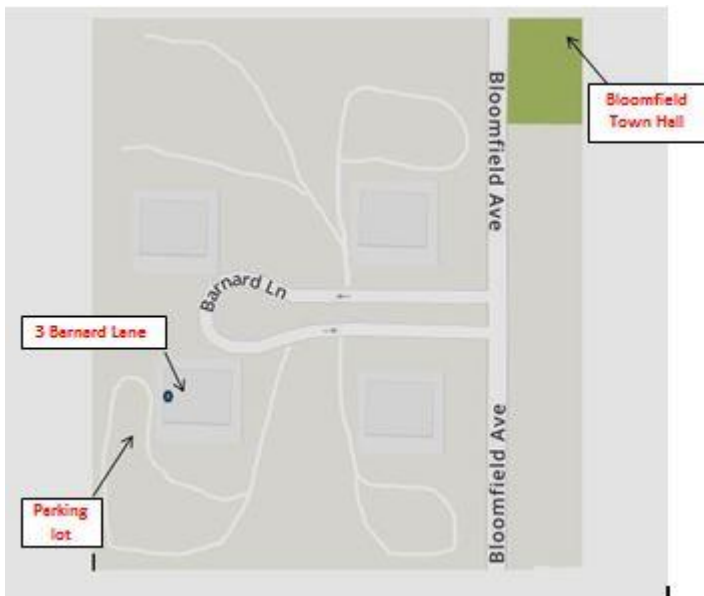 Bloomfield
Town Hall
Bloomfield Ave
Barnard Ln
3 Barnard Lane
Bloomfield Ave
Parking
lot